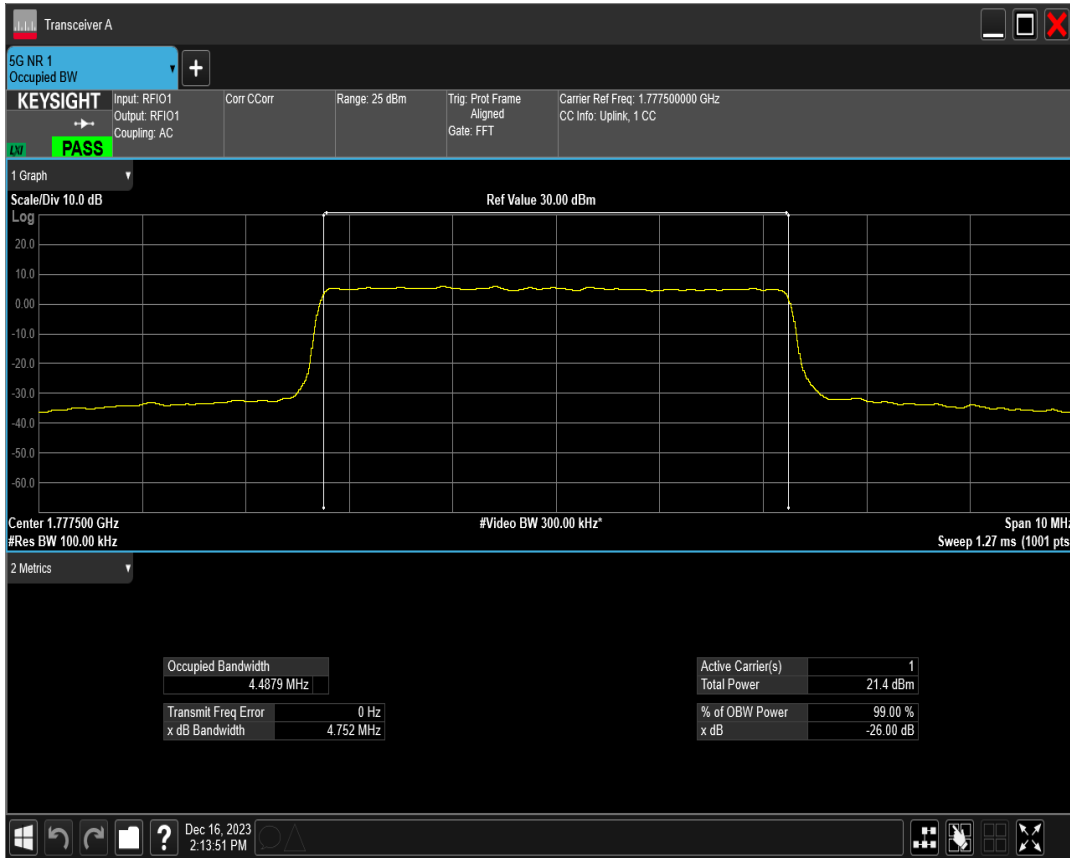 Transceiver A
5G NR 1
Occupied BW
KEYSIGHT
LXI
PASS
Input: RFIO1
Output: RFIO1
Coupling: AC
Corr CCorr
Range: 25 dBm
Trig: Prot Frame
Aligned
Gate: FFT
Carrier Ref Freq: 1.777500000 GHz
CC Info: Uplink, 1 CC
1 Graph
Scale/Div 10.0 dB
Ref Value 30.00 dBm
Log
20.0
10.0
0.00
-10.0
-20.0
-30.0
-40.0
-50.0
-60.0
Center 1.777500 GHz
#Video BW 300.00 kHz*
Span 10 MHz
#Res BW 100.00 kHz
Sweep 1.27 ms (1001 pts
2 Metrics
Occupied Bandwidth
4.4879 MHz
Transmit Freq Error 0 Hz
x dB Bandwidth 4.752 MHz
Active Carrier(s) 1
Total Power 21.4 dBm
% of OBW Power 99.00 %
x dB -26.00 dB
?
Dec 16, 2023
2:13:51 PM